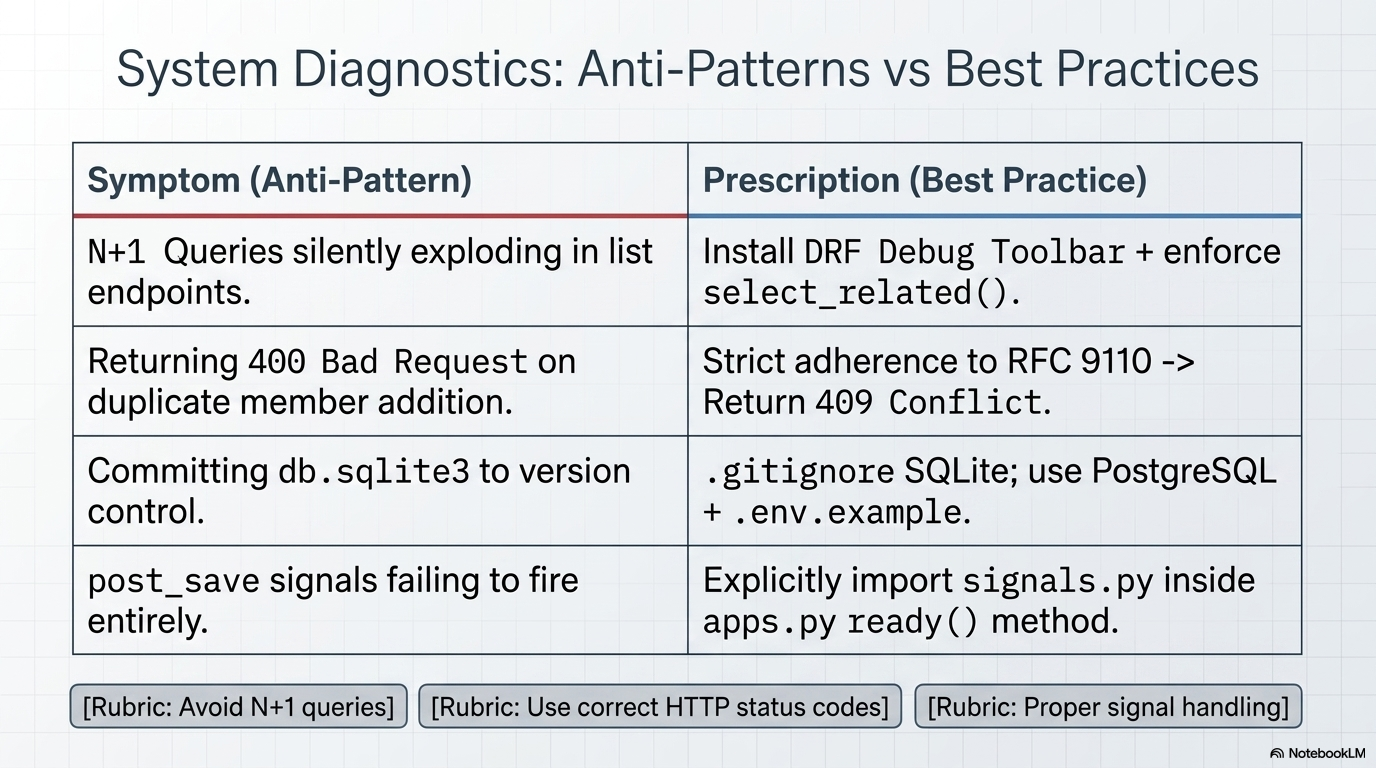 System Diagnostics: Anti-Patterns vs Best Practices
Symptom (Anti-Pattern)
Prescription (Best Practice)
N+1 Queries silently exploding in list
endpoints.
Install DRF Debug Toolbar + enforce
select_related().
Returning 400 Bad Request on
duplicate member addition.
Strict adherence to RFC 9110 ->
Return 409 Conflict.
Committing db.sqlite3 to version
control.
.gitignore SQLite; use PostgreSQL
+ .env.example.
post_save signals failing to fire
entirely.
Explicitly import signals.py inside
apps.py ready() method.
[Rubric: Avoid N+1 queries]
[Rubric: Use correct HTTP status codes]
[Rubric: Proper signal handling]
NotebookLM